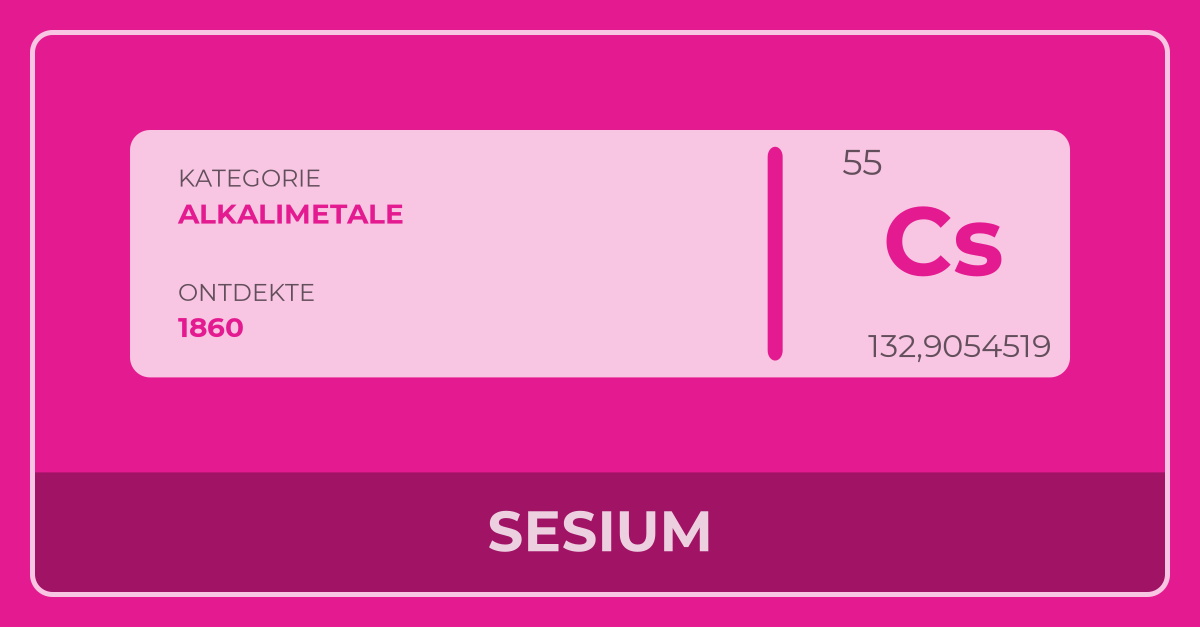 KATEGORIE
ALKALIMETALE
ONTDEKTE
1860
55
Cs
132,9054519
SESIUM